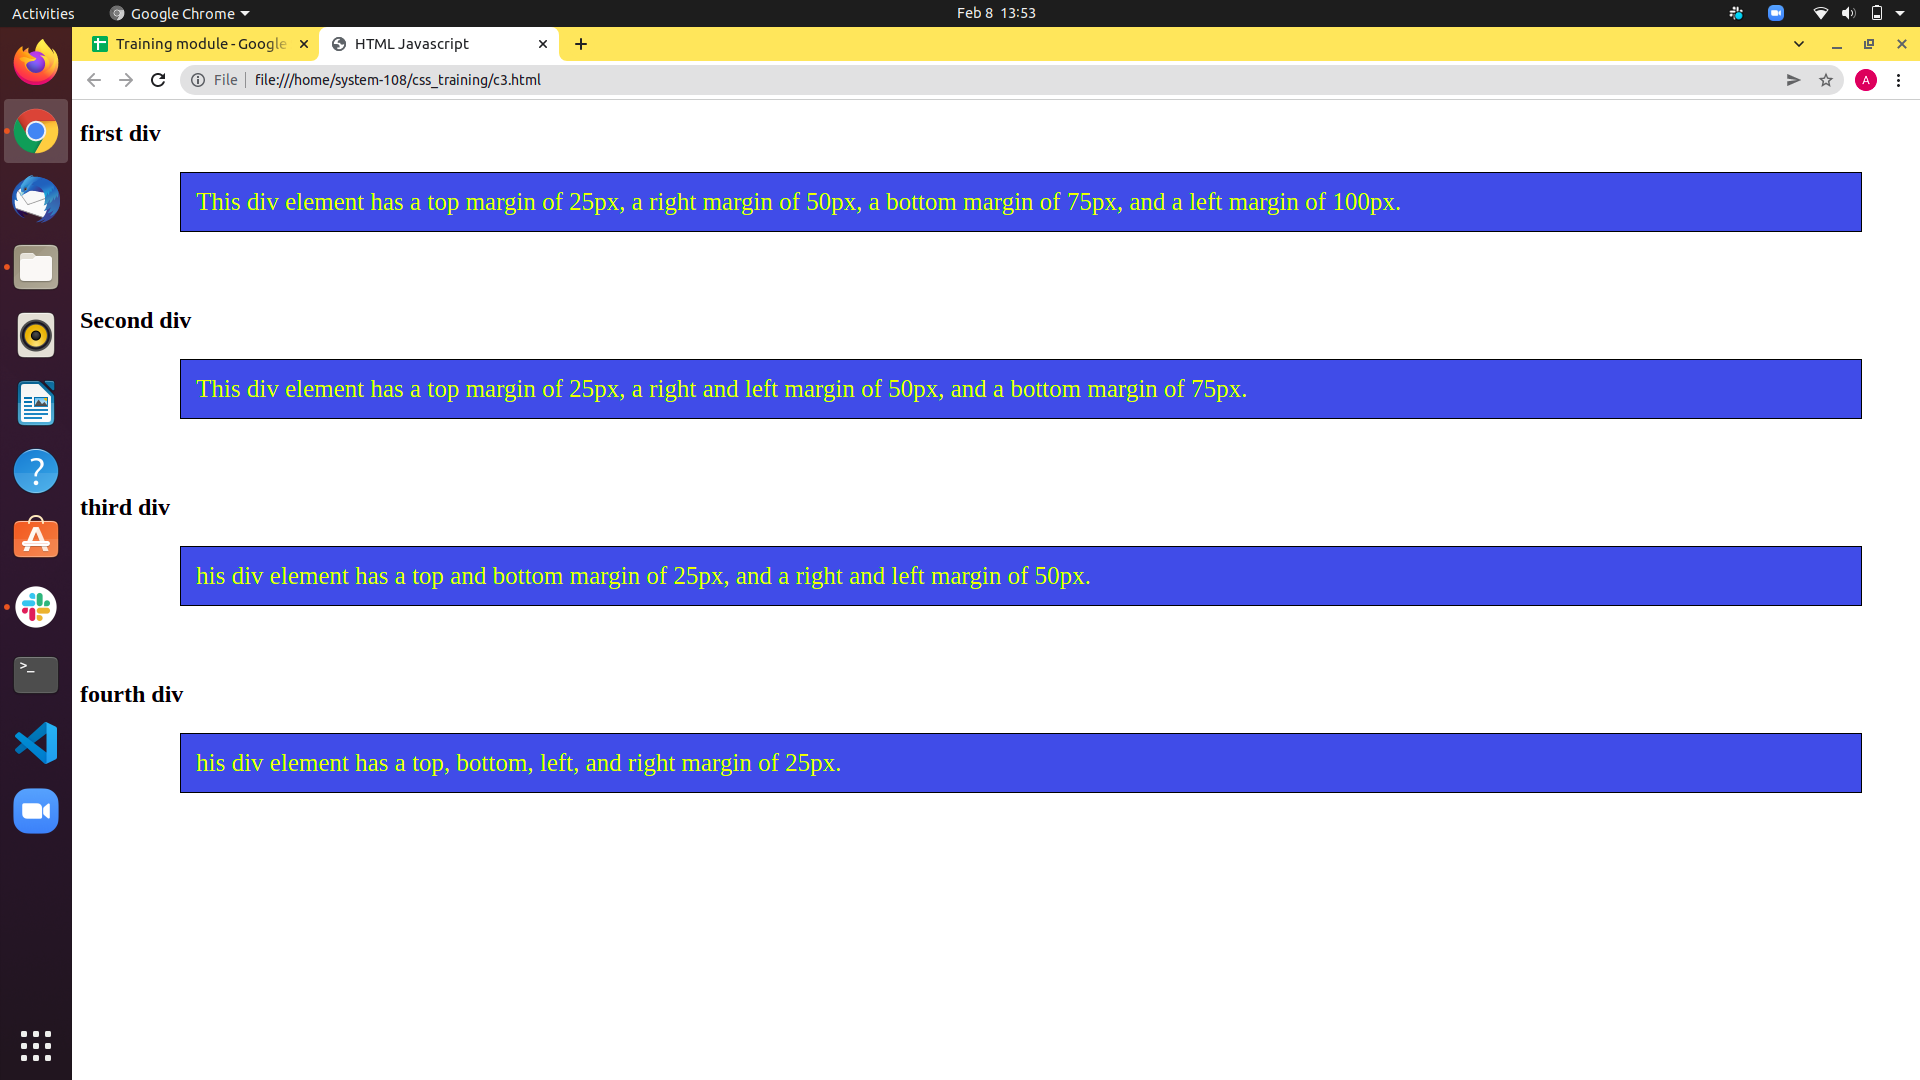 Activities
Google Chrome
Feb 8 13:53
Training module - Google
HTML Javascript
File
file:///home/system-108/css_training/c3.html
A
first div
This div element has a top margin of 25px, a right margin of 50px, a bottom margin of 75px, and a left margin of 100px.
Second div
This div element has a top margin of 25px, a right and left margin of 50px, and a bottom margin of 75px.
third div
his div element has a top and bottom margin of 25px, and a right and left margin of 50px.
fourth div
his div element has a top, bottom, left, and right margin of 25px.